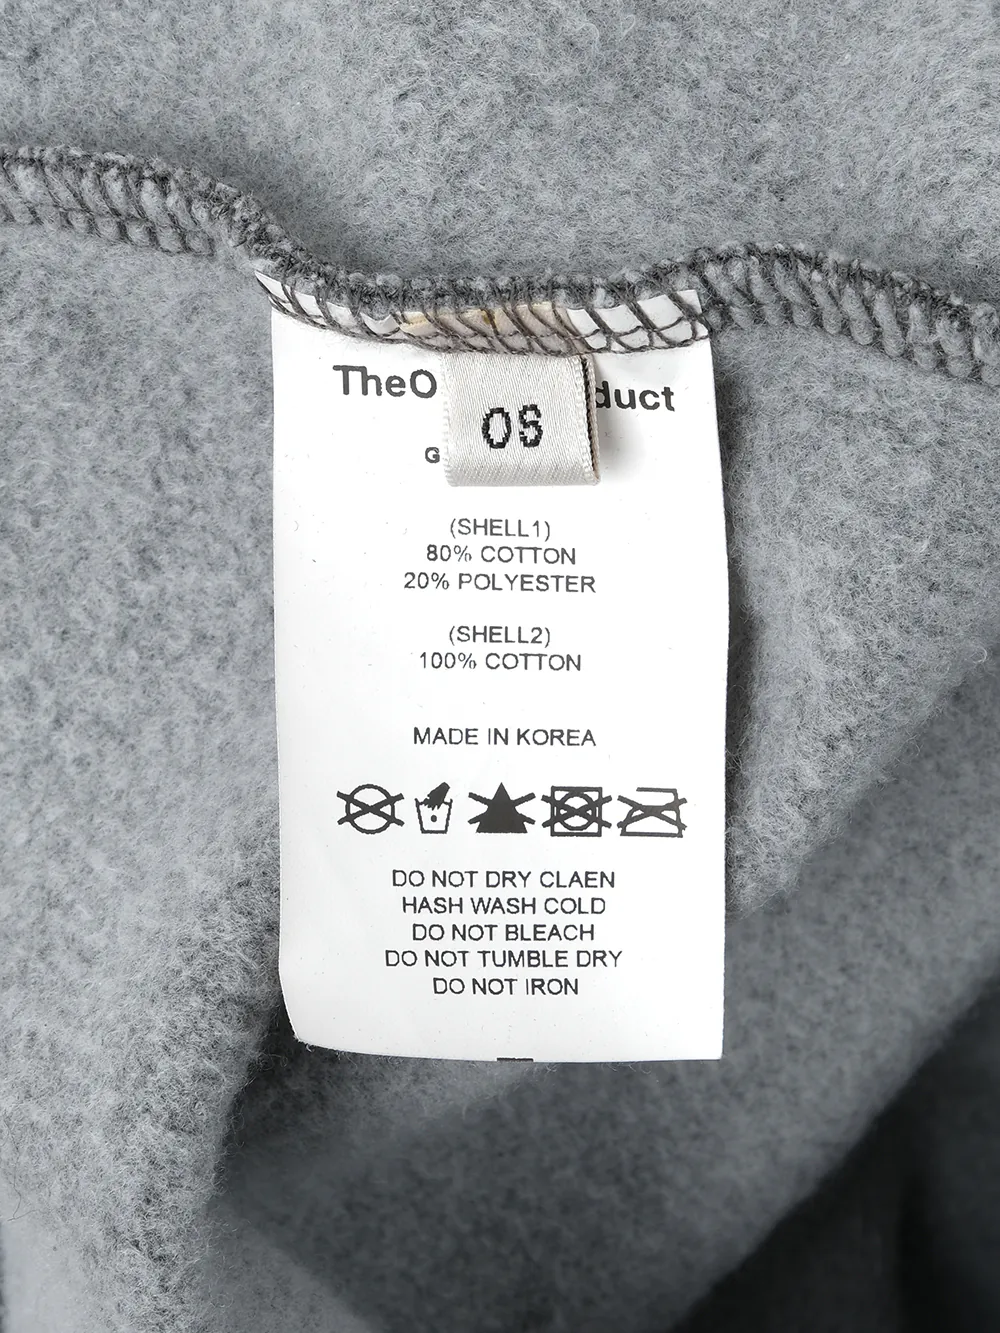 TheO
duct
OS
G
(SHELL1)
80% COTTON
20% POLYESTER
(SHELL2)
100% COTTON
MADE IN KOREA
DO NOT DRY CLAEN
HASH WASH COLD
DO NOT BLEACH
DO NOT TUMBLE DRY
DO NOT IRON